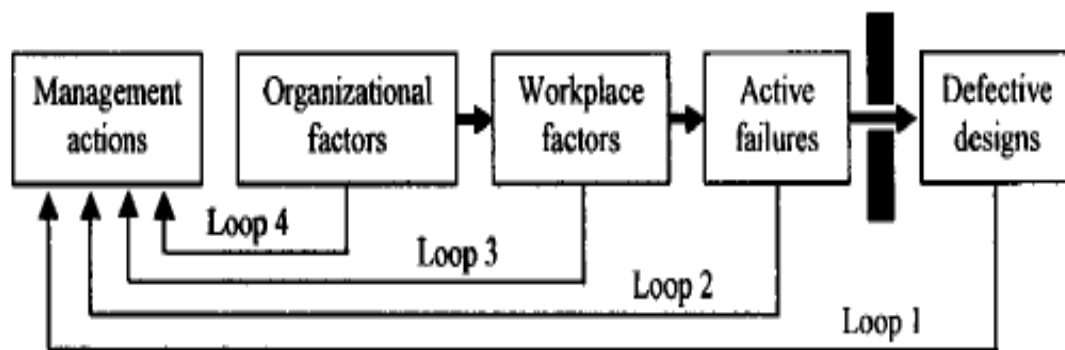 Management
actions
Organizational
factors
Workplace
factors
Active
failures
Defective
designs
Loop 4
Loop 3
Loop 2
Loop 1